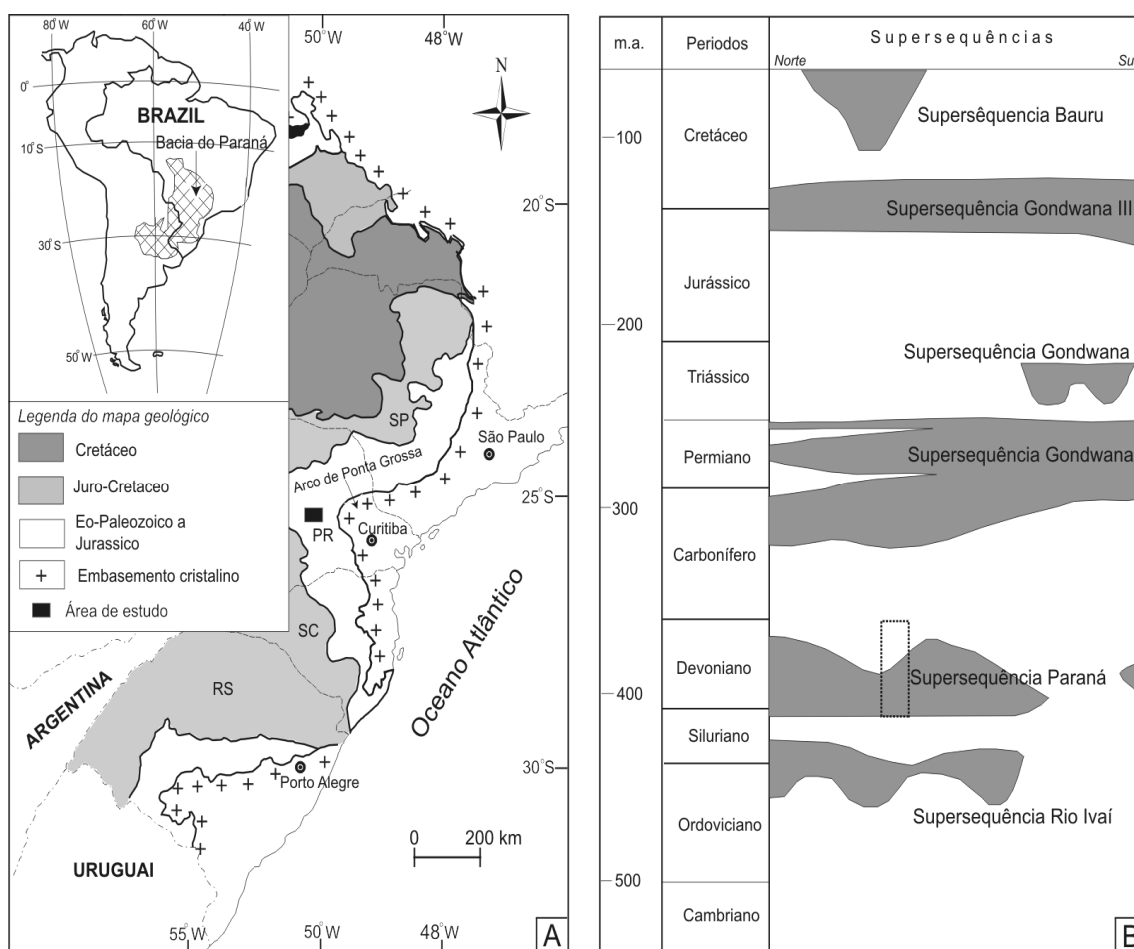 80°W
60°W
40°W
0°
10°S
30°S
50°W
BRAZIL
Bacia do Paraná
Legenda do mapa geológico
Cretáceo
Juro-Cretaceo
Eo-Paleozoico a
Jurassico
Embasemento cristalino
Área de estudo
50°W
48°W
N
20°S
SP
São Paulo
Arco de Ponta Grossa
25°S
PR
Curitiba
SC
RS
ARGENTINA
Oceano Atlântico
30°S
Porto Alegre
0 200 km
URUGUAI
55°W
50°W
48°W
A
m.a.
Periodos
Supersequências
Norte
Su
Cretáceo
Supersêquencia Bauru
100
Supersequência Gondwana III
Jurássico
200
Supersequência Gondwana
Triássico
Permiano
Supersequência Gondwana
300
Carbonífero
Devoniano
Supersequência Paraná
400
Siluriano
Ordoviciano
Supersequência Rio Ivaí
500
Cambriano